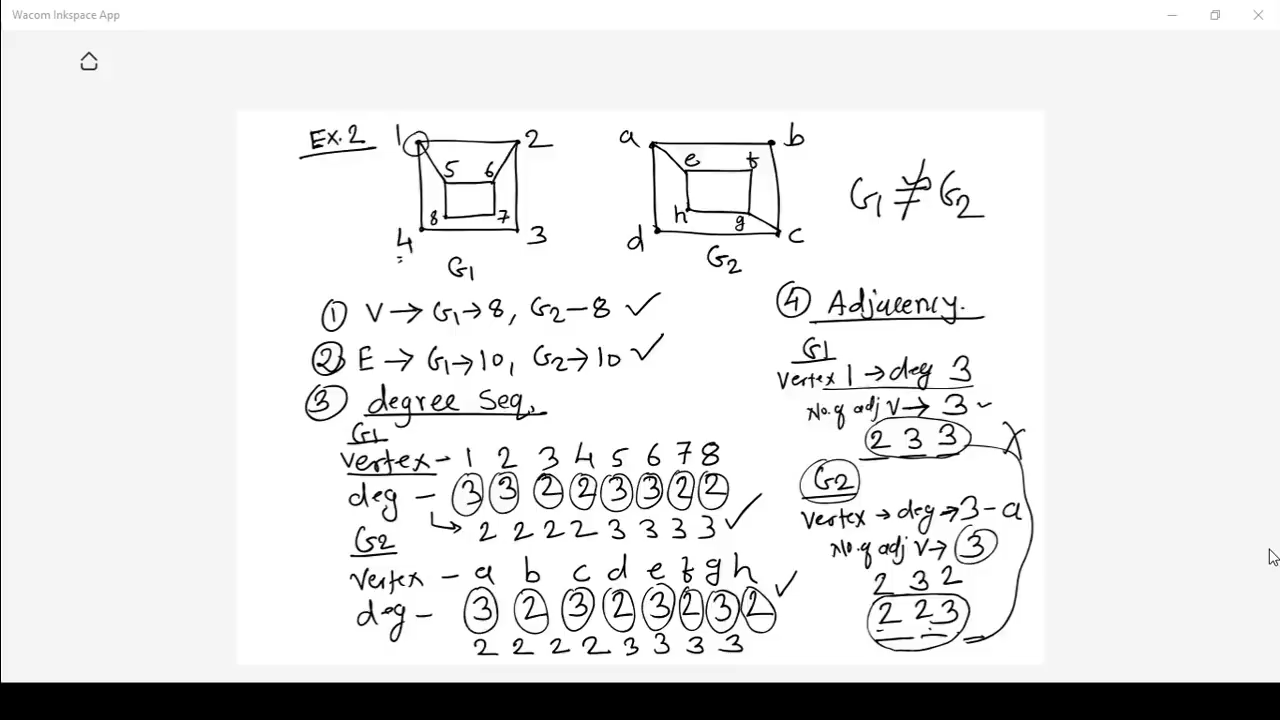 Wacom Inkspace App
Ex.2
1 2 5 6 8 7 4 3
G1
a b e f h g d c
G2
G1 ≇ G2
① V → G1→8, G2-8 ✓
② E → G1→10, G2→10 ✓
③ degree Seq.
G1
Vertex - 1 2 3 4 5 6 7 8
deg - 3 3 2 2 3 3 2 2
↳ 2 2 2 2 3 3 3 3 ✓
G2
Vertex - a b c d e f g h ✓
deg - 3 2 3 2 3 2 3 2
2 2 2 2 3 3 3 3
④ Adjacency.
G1
Vertex 1 → deg 3
No. of adj V → 3
2 3 3 X
G2
Vertex → deg → 3 - a
No. of adj V → 3
2 3 2
2 2 3